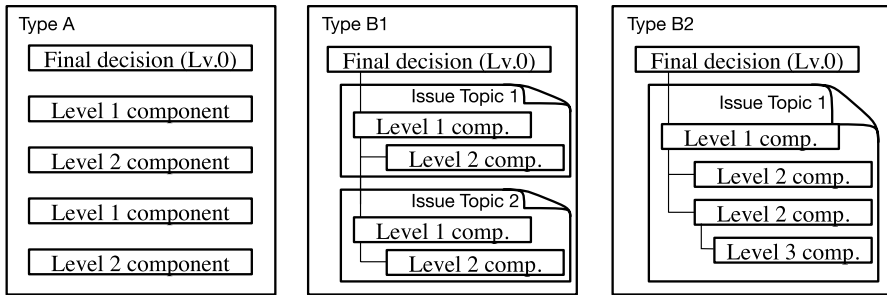 Type A
Final decision (Lv.0)
Level 1 component
Level 2 component
Level 1 component
Level 2 component
Type B1
Final decision (Lv.0)
Issue Topic 1
Level 1 comp.
Level 2 comp.
Issue Topic 2
Level 1 comp.
Level 2 comp.
Type B2
Final decision (Lv.0)
Issue Topic 1
Level 1 comp.
Level 2 comp.
Level 2 comp.
Level 3 comp.